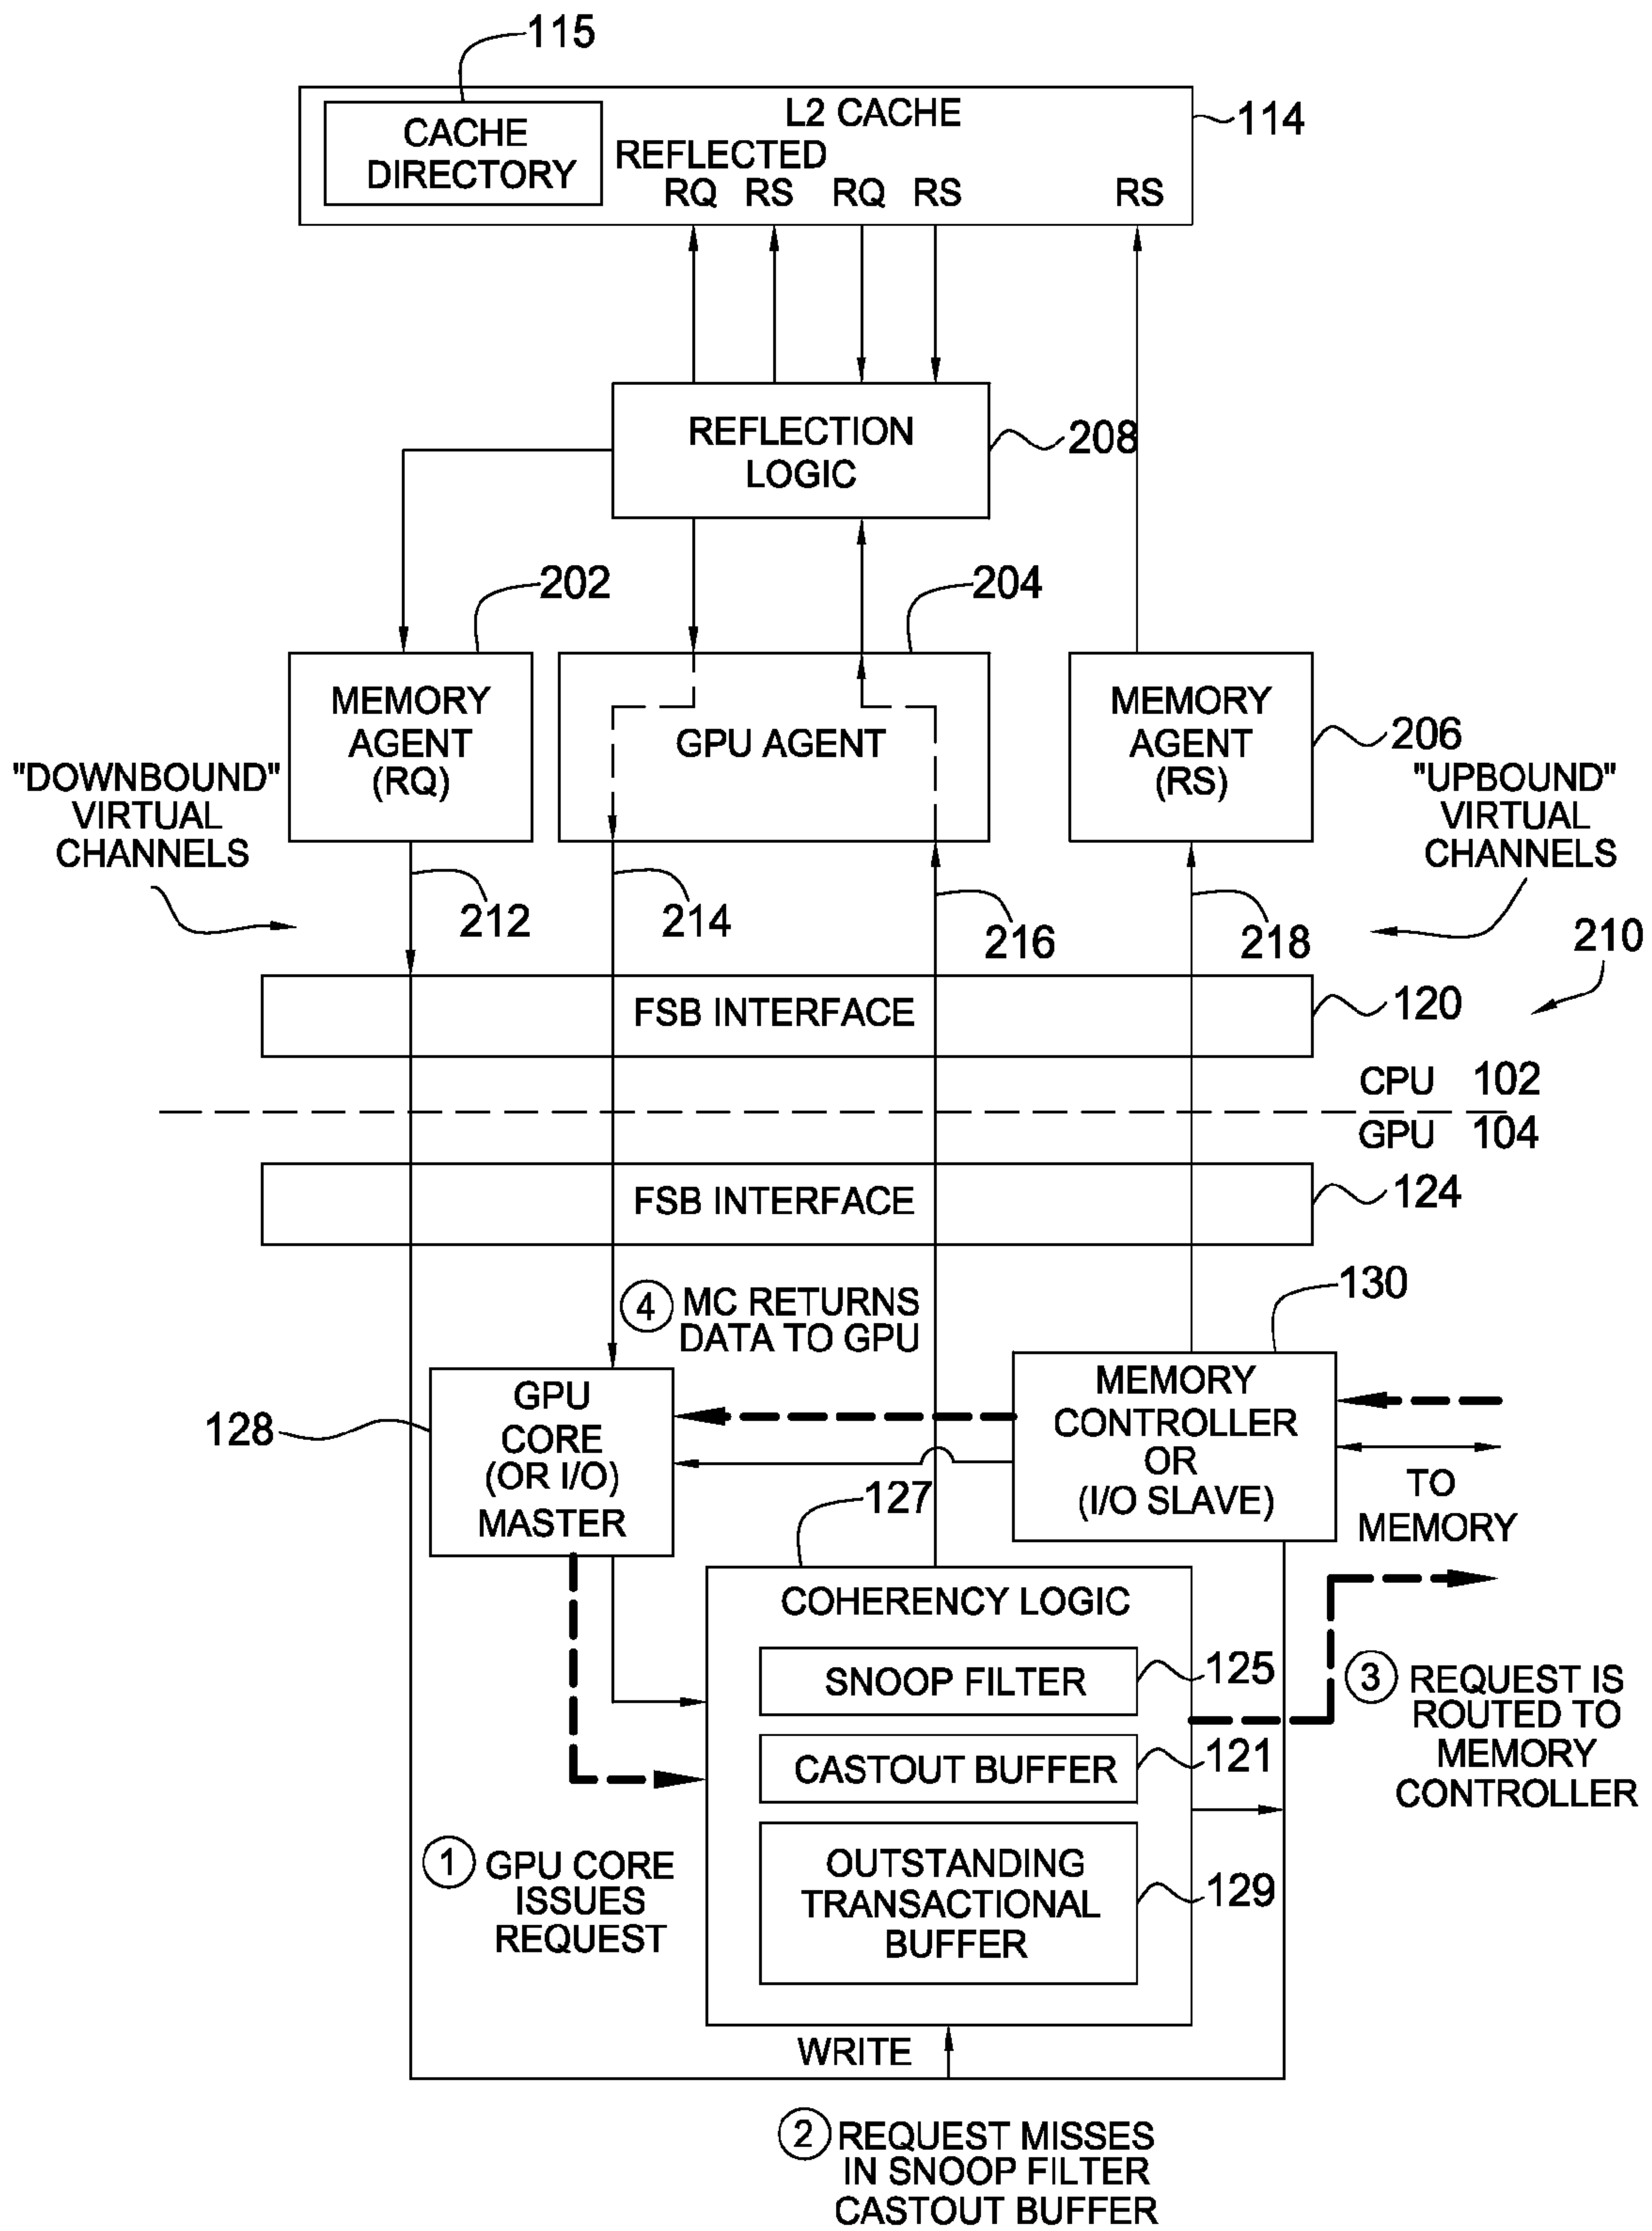 115
L2 CACHE
CACHE
DIRECTORY
REFLECTED
RQ RS RQ RS
RS
114
REFLECTION
LOGIC
208
202
204
MEMORY
AGENT
(RQ)
GPU AGENT
MEMORY
AGENT
(RS)
206
"DOWNBOUND"
VIRTUAL
CHANNELS
"UPBOUND"
VIRTUAL
CHANNELS
212
214
216
218
210
FSB INTERFACE
120
CPU 102
GPU 104
FSB INTERFACE
124
4 MC RETURNS
DATA TO GPU
130
GPU
CORE
(OR I/O)
MASTER
128
MEMORY
CONTROLLER
OR
(I/O SLAVE)
TO
MEMORY
127
COHERENCY LOGIC
SNOOP FILTER
125
CASTOUT BUFFER
121
OUTSTANDING
TRANSACTIONAL
BUFFER
129
3 REQUEST IS
ROUTED TO
MEMORY
CONTROLLER
1 GPU CORE
ISSUES
REQUEST
WRITE
2 REQUEST MISSES
IN SNOOP FILTER
CASTOUT BUFFER